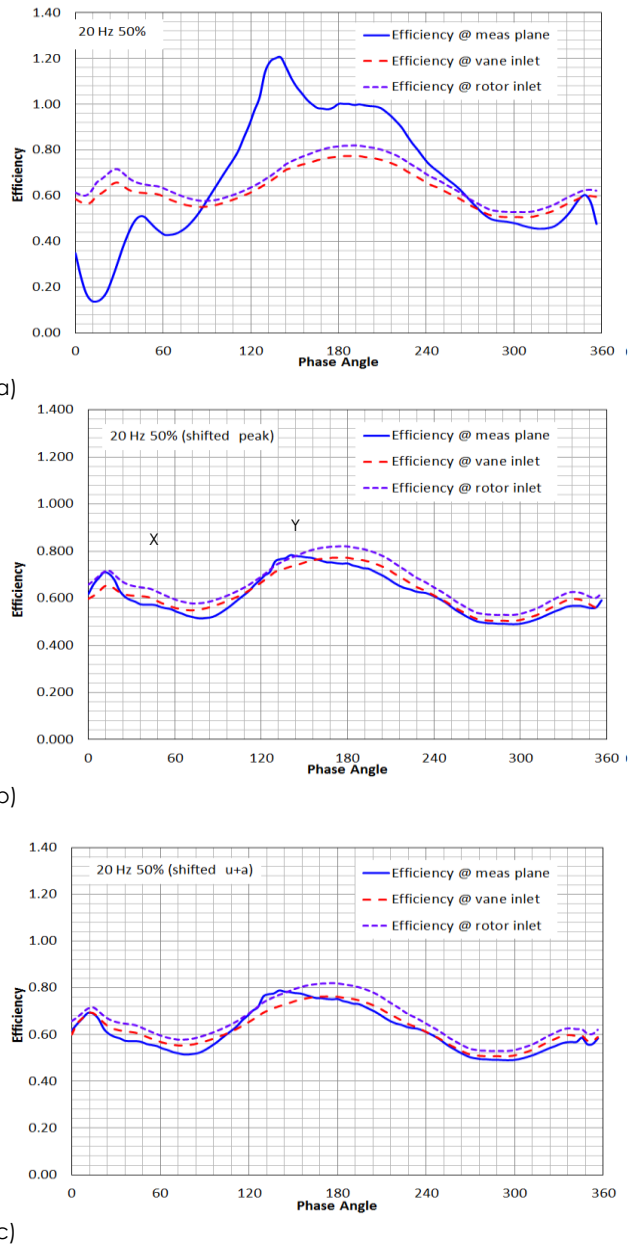 1.40
20 Hz 50%
Efficiency @ meas plane
1.20
Efficiency @ vane inlet
Efficiency @ rotor inlet
1.00
0.80
Efficiency
0.60
0.40
0.20
0.00
0 60 120 180 240 300 360
Phase Angle
a)
1.400
20 Hz 50% (shifted peak)
Efficiency @ meas plane
1.200
Efficiency @ vane inlet
Efficiency @ rotor inlet
1.000
X Y
0.800
Efficiency
0.600
0.400
0.200
0.000
0 60 120 180 240 300 360
Phase Angle
b)
1.40
20 Hz 50% (shifted u+a)
Efficiency @ meas plane
1.20
Efficiency @ vane inlet
Efficiency @ rotor inlet
1.00
0.80
Efficiency
0.60
0.40
0.20
0.00
0 60 120 180 240 300 360
Phase Angle
c)